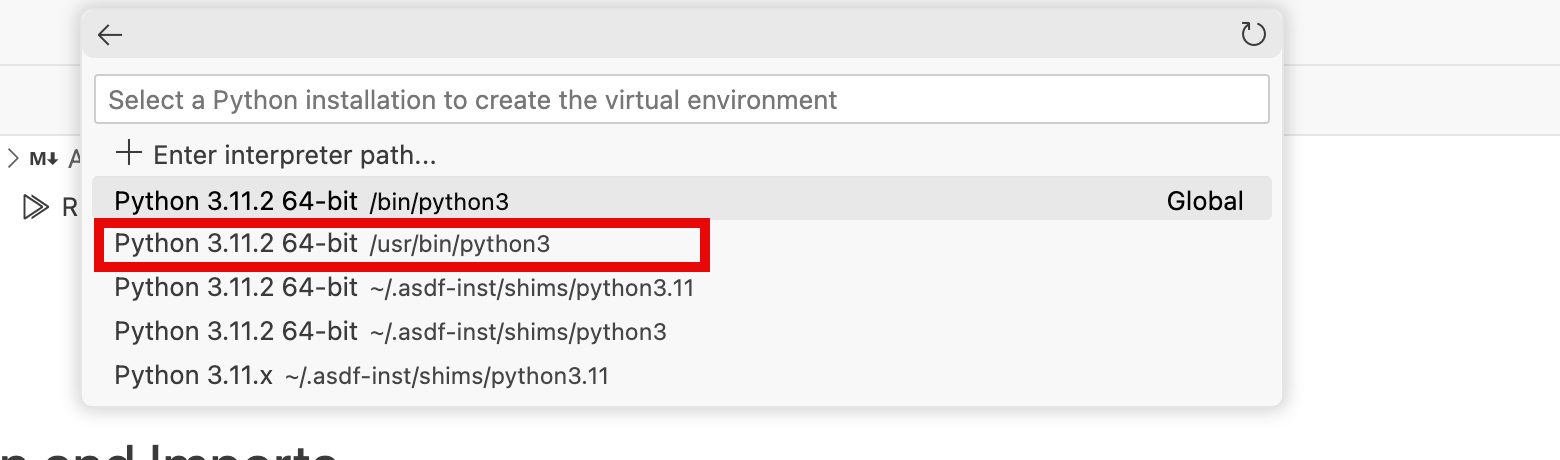 Select a Python installation to create the virtual environment
Enter interpreter path...
M
Python 3.11.2 64-bit /bin/python3 Global
R
Python 3.11.2 64-bit /usr/bin/python3
Python 3.11.2 64-bit ~/.asdf-inst/shims/python3.11
Python 3.11.2 64-bit ~/.asdf-inst/shims/python3
Python 3.11.x ~/.asdf-inst/shims/python3.11
and Imports